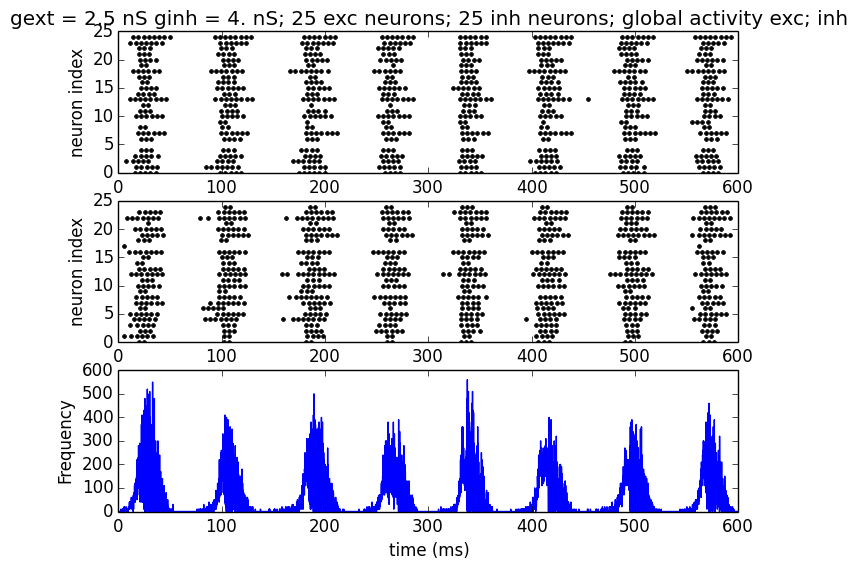 gext = 2.5 nS ginh = 4. nS; 25 exc neurons; 25 inh neurons; global activity exc; inh
25
20
15
10
5
0
neuron index
0 100 200 300 400 500 600
25
20
15
10
5
0
neuron index
0 100 200 300 400 500 600
600
500
400
300
200
100
0
Frequency
0 100 200 300 400 500 600
time (ms)